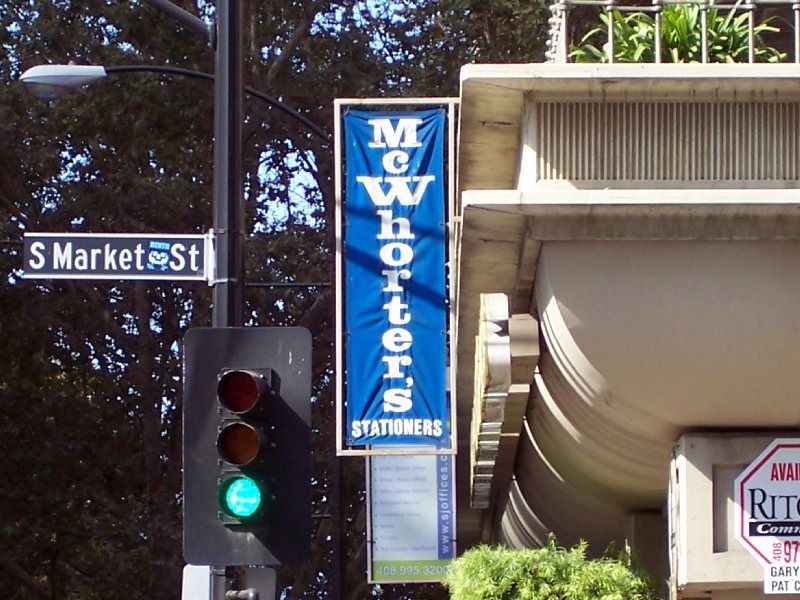 S Market St
McWhorter's
STATIONERS
www.sjoffices.c
408.995.3200
AVAI
RITC
Comm
408
97
GARY
PAT C